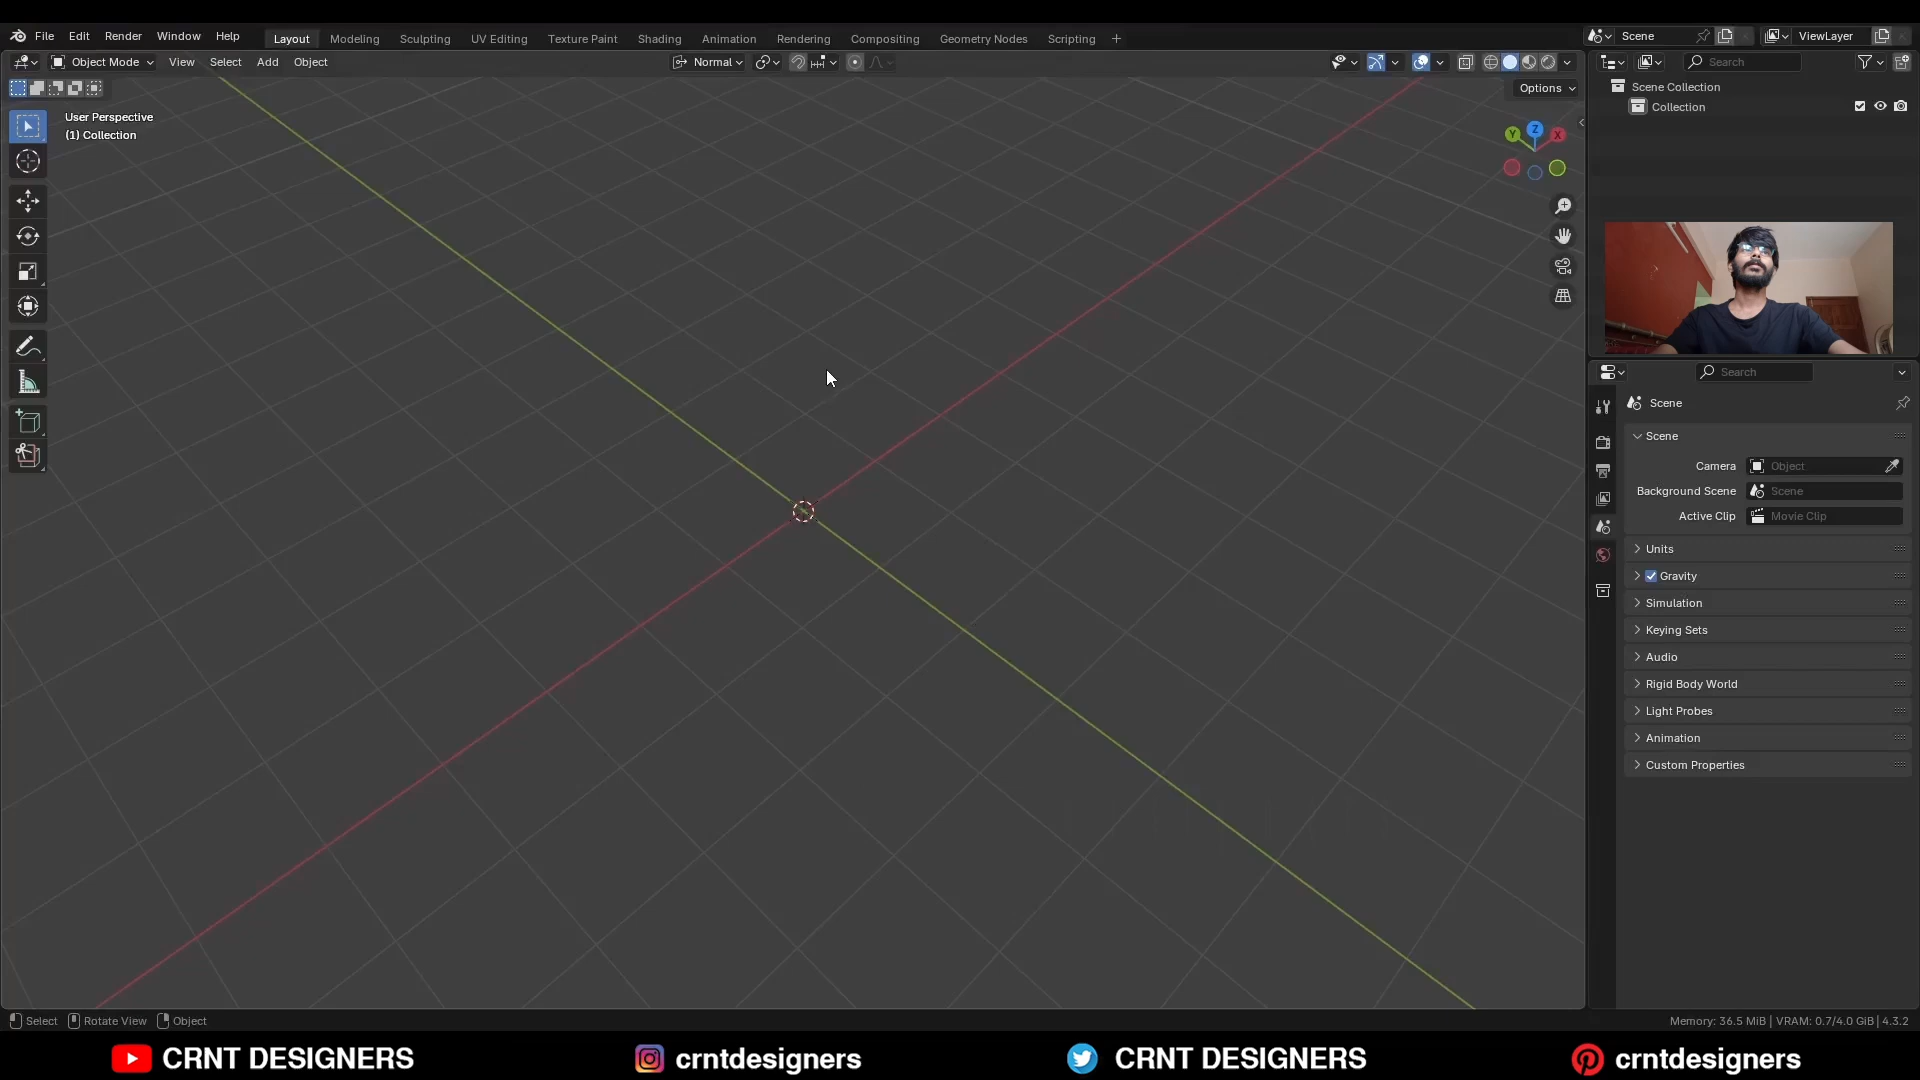 File Edit Render Window Help Layout Modeling Sculpting UV Editing Texture Paint Shading Animation Rendering Compositing Geometry Nodes Scripting + Scene ViewLayer
Object Mode View Select Add Object Normal Search
Options
User Perspective
(1) Collection
Y Z X
Scene Collection
Collection
Search
Scene
Scene
Camera Object
Background Scene Scene
Active Clip Movie Clip
Units
Gravity
Simulation
Keying Sets
Audio
Rigid Body World
Light Probes
Animation
Custom Properties
Select Rotate View Object Memory: 36.5 MiB | VRAM: 0.7/4.0 GiB | 4.3.2
CRNT DESIGNERS crntdesigners CRNT DESIGNERS crntdesigners